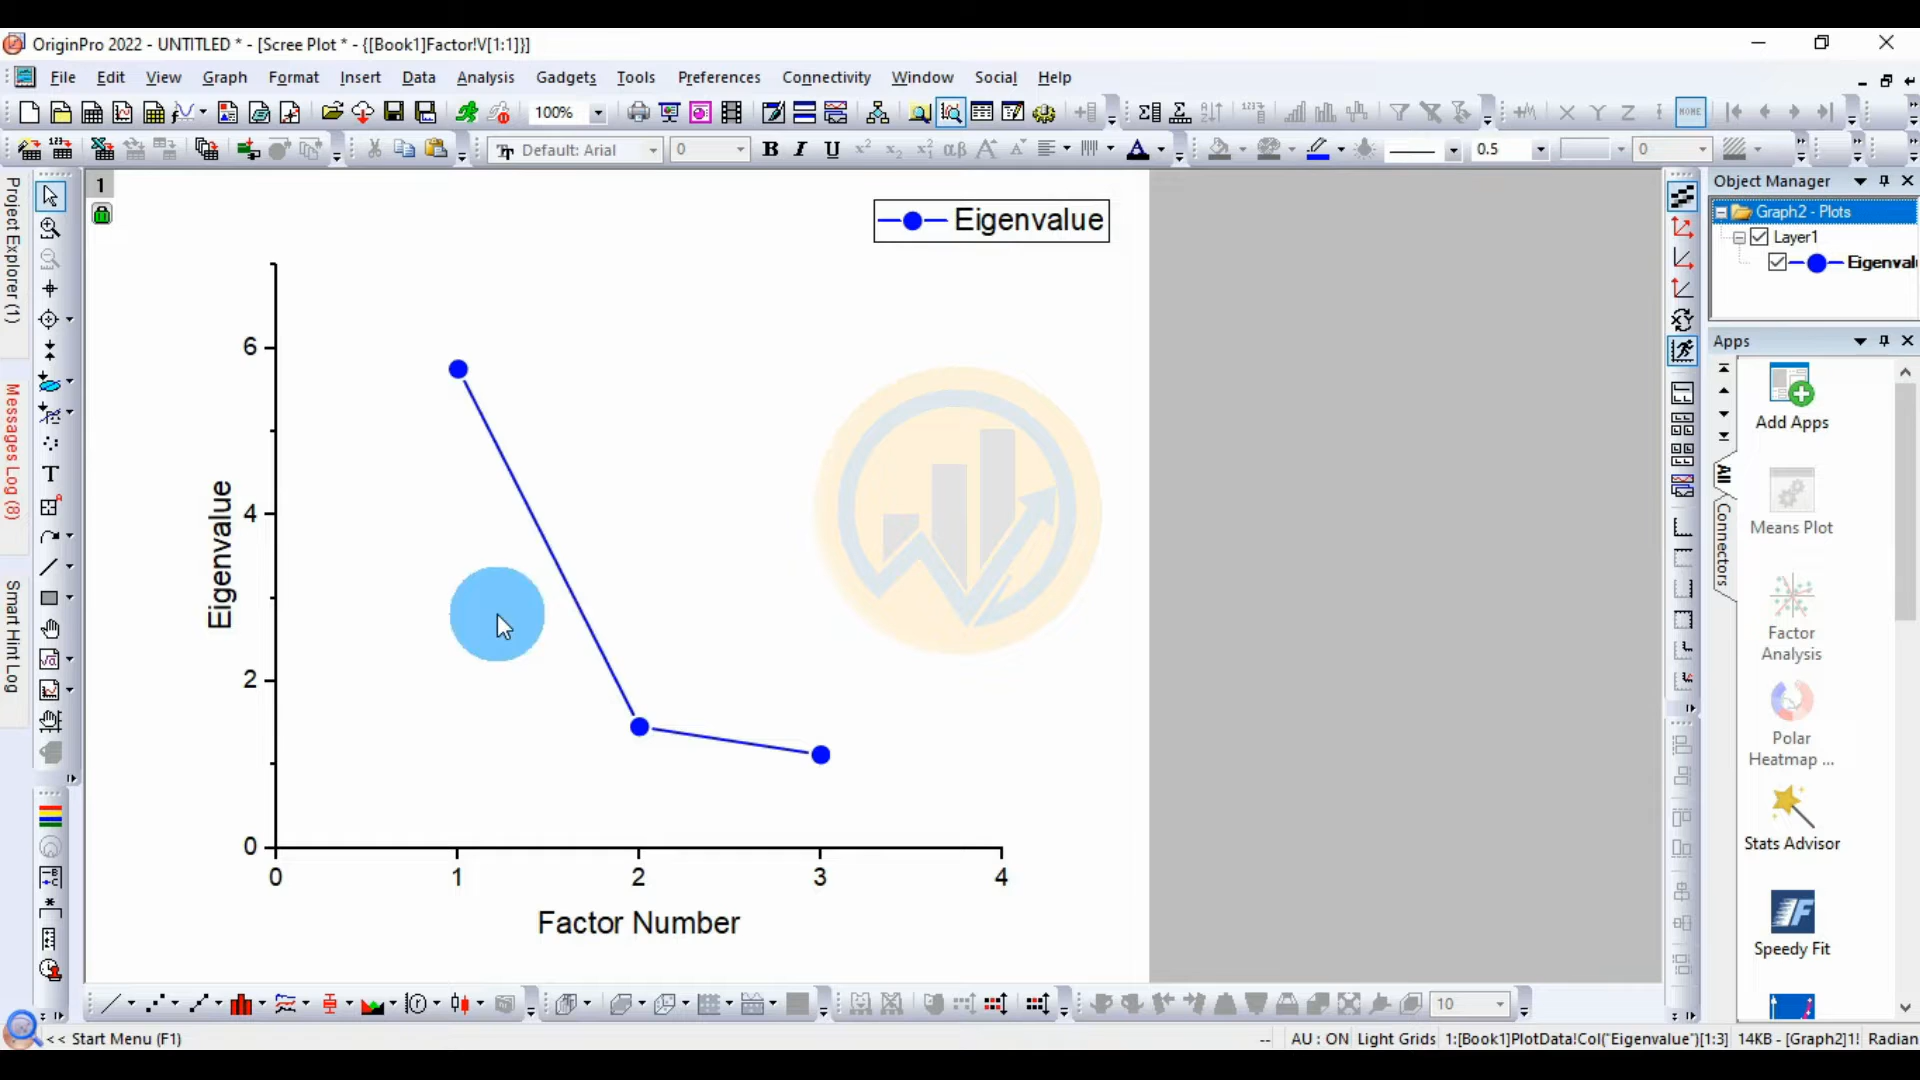 OriginPro 2022 - UNTITLED * - [Scree Plot * - {[Book1]Factor!V[1:1]}]
File Edit View Graph Format Insert Data Analysis Gadgets Tools Preferences Connectivity Window Social Help
100%
Default: Arial 0 B I U 0.5 0
Project Explorer (1)
Messages Log (8)
Smart Hint Log
1
Eigenvalue
Eigenvalue
6
4
2
0
0 1 2 3 4
Factor Number
Object Manager
Graph2 - Plots
Layer1
Eigenval
Apps
All
Connectors
Add Apps
Means Plot
Factor
Analysis
Polar
Heatmap ...
Stats Advisor
Speedy Fit
10
<< Start Menu (F1)
-- AU : ON Light Grids 1:[Book1]PlotData!Col("Eigenvalue")[1:3] 14KB - [Graph2]1! Radian